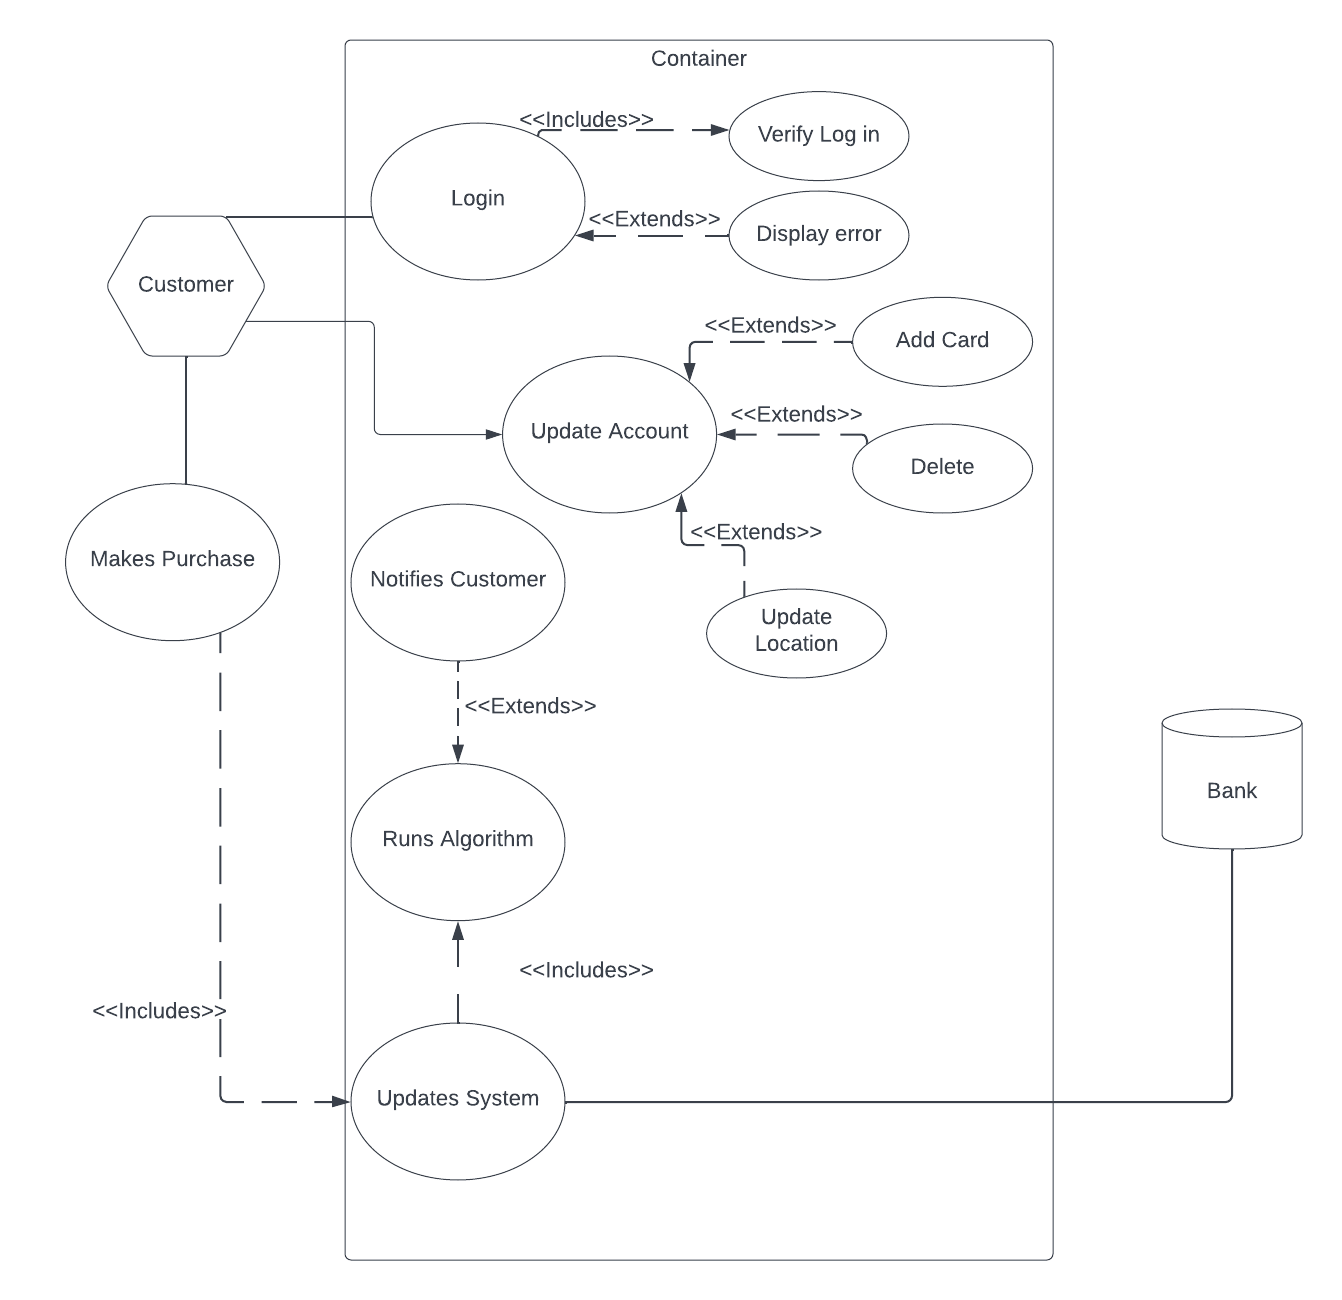 Container
<<Includes>>
Verify Log in
Login
<<Extends>>
Display error
Customer
<<Extends>>
Add Card
<<Extends>>
Update Account
Delete
<<Extends>>
Makes Purchase
Notifies Customer
Update
Location
<<Extends>>
Bank
Runs Algorithm
<<Includes>>
<<Includes>>
Updates System